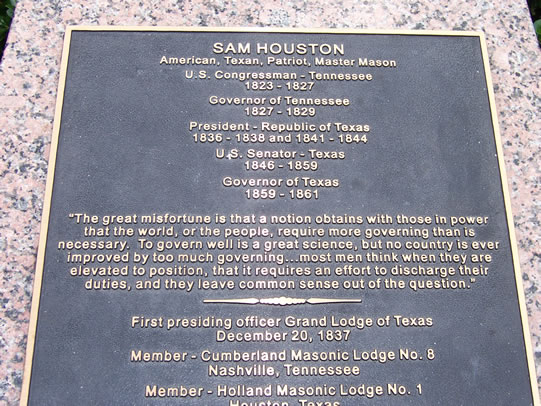 SAM HOUSTON
American, Texan, Patriot, Master Mason
U.S. Congressman - Tennessee
1823 - 1827
Governor of Tennessee
1827 - 1829
President - Republic of Texas
1836 - 1838 and 1841 - 1844
U.S. Senator - Texas
1846 - 1859
Governor of Texas
1859 - 1861
"The great misfortune is that a notion obtains with those in power
that the world, or the people, require more governing than is
necessary. To govern well is a great science, but no country is ever
improved by too much governing...most men think when they are
elevated to position, that it requires an effort to discharge their
duties, and they leave common sense out of the question."
First presiding officer Grand Lodge of Texas
December 20, 1837
Member - Cumberland Masonic Lodge No. 8
Nashville, Tennessee
Member - Holland Masonic Lodge No. 1
Houston, Texas